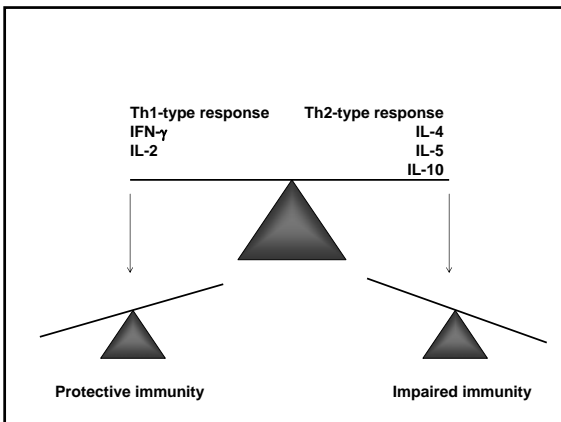 Th1-type response
IFN-γ
IL-2
Th2-type response
IL-4
IL-5
IL-10
Protective immunity
Impaired immunity